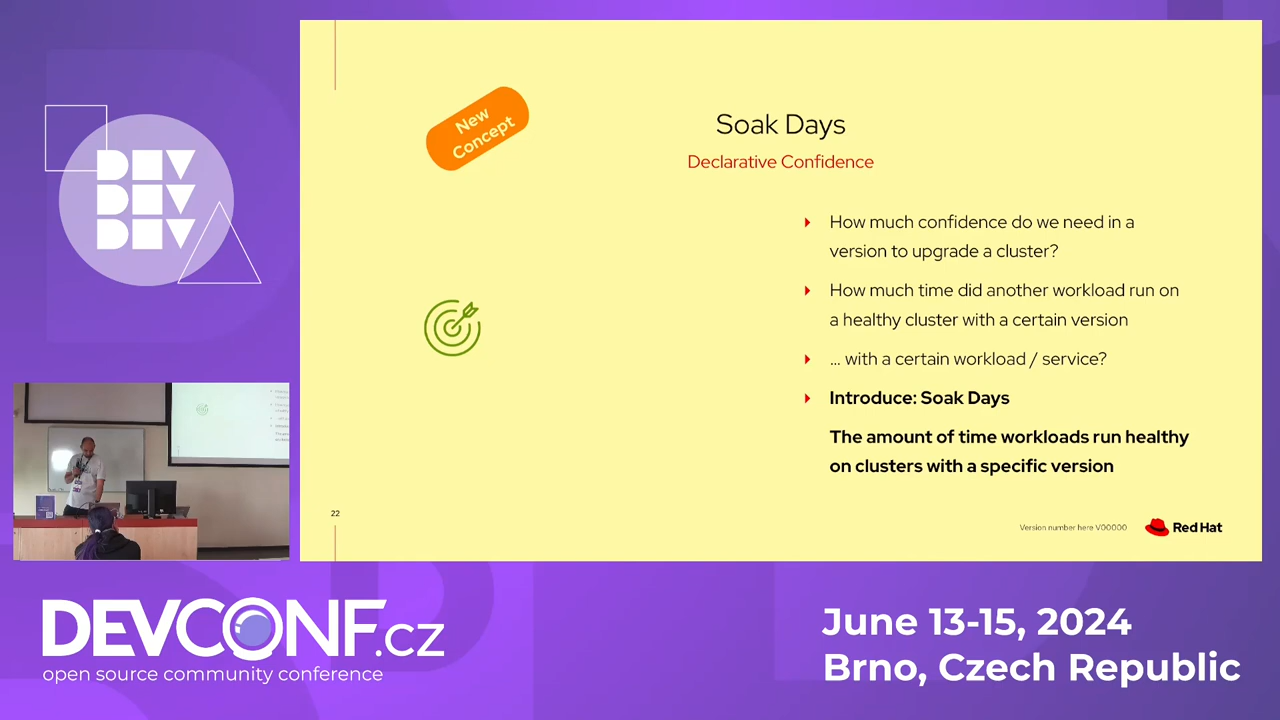 New
Concept
Soak Days
Declarative Confidence
How much confidence do we need in a
version to upgrade a cluster?
How much time did another workload run on
a healthy cluster with a certain version
... with a certain workload / service?
Introduce: Soak Days
The amount of time workloads run healthy
on clusters with a specific version
22
Version number here V00000
Red Hat
DEV
DEV
DEV
DEVCONF.cz
open source community conference
June 13-15, 2024
Brno, Czech Republic